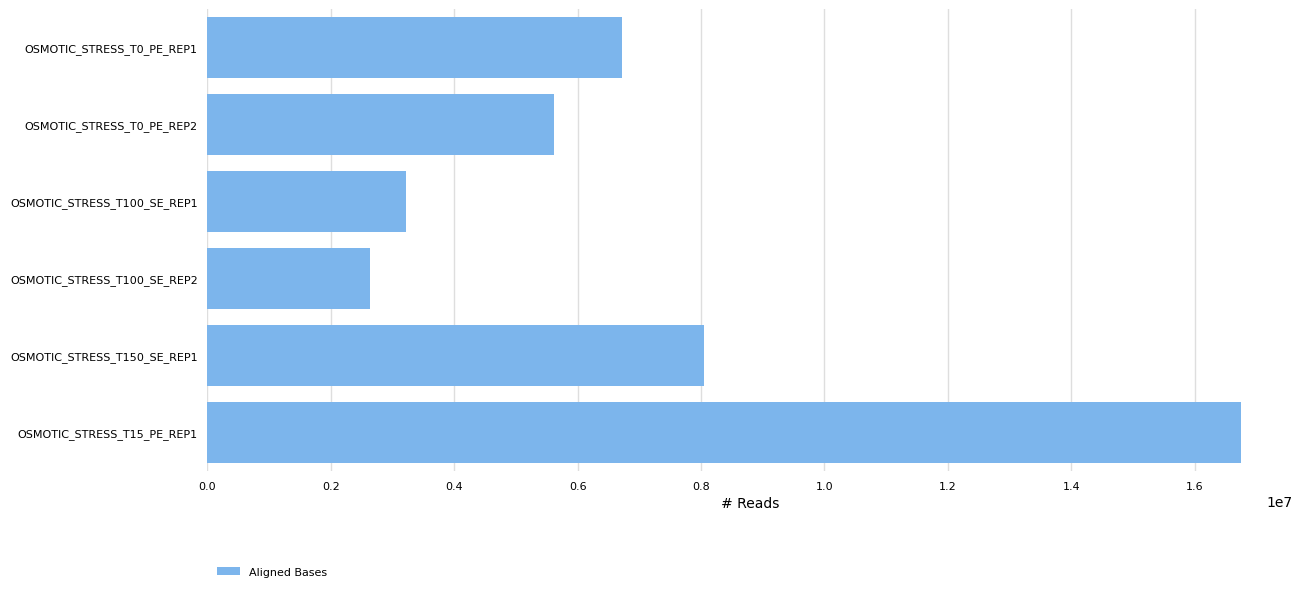 OSMOTIC_STRESS_T0_PE_REP1
OSMOTIC_STRESS_T0_PE_REP2
OSMOTIC_STRESS_T100_SE_REP1
OSMOTIC_STRESS_T100_SE_REP2
OSMOTIC_STRESS_T150_SE_REP1
OSMOTIC_STRESS_T15_PE_REP1
0.0 0.2 0.4 0.6 0.8 1.0 1.2 1.4 1.6
# Reads
1e7
Aligned Bases